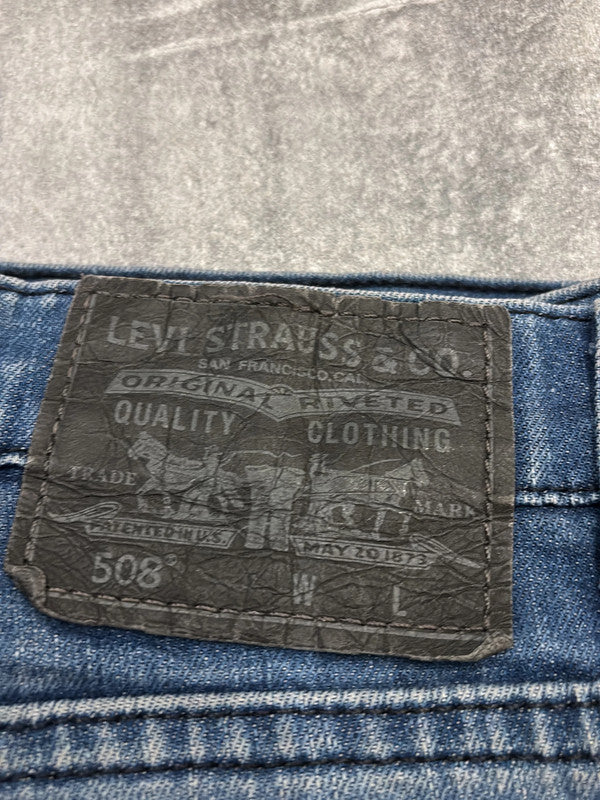 LEVI STRAUSS & CO.
SAN FRANCISCO, CAL.
ORIGINAL RIVETED
QUALITY CLOTHING
TRADE MARK
PATENTED IN U.S. MAY 20 1873
508 W L